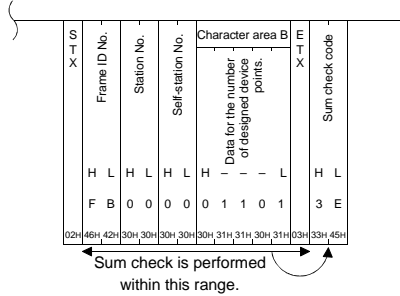 STX
Frame ID No.
Station No.
Self-station No.
Character area B
Data for the number
of designed device
points.
ETX
Sum check code
H L H L H L H – – – L H L
F B 0 0 0 0 0 1 1 0 1 3 E
02H 46H 42H 30H 30H 30H 30H 30H 31H 31H 30H 31H 03H 33H 45H
Sum check is performed
within this range.